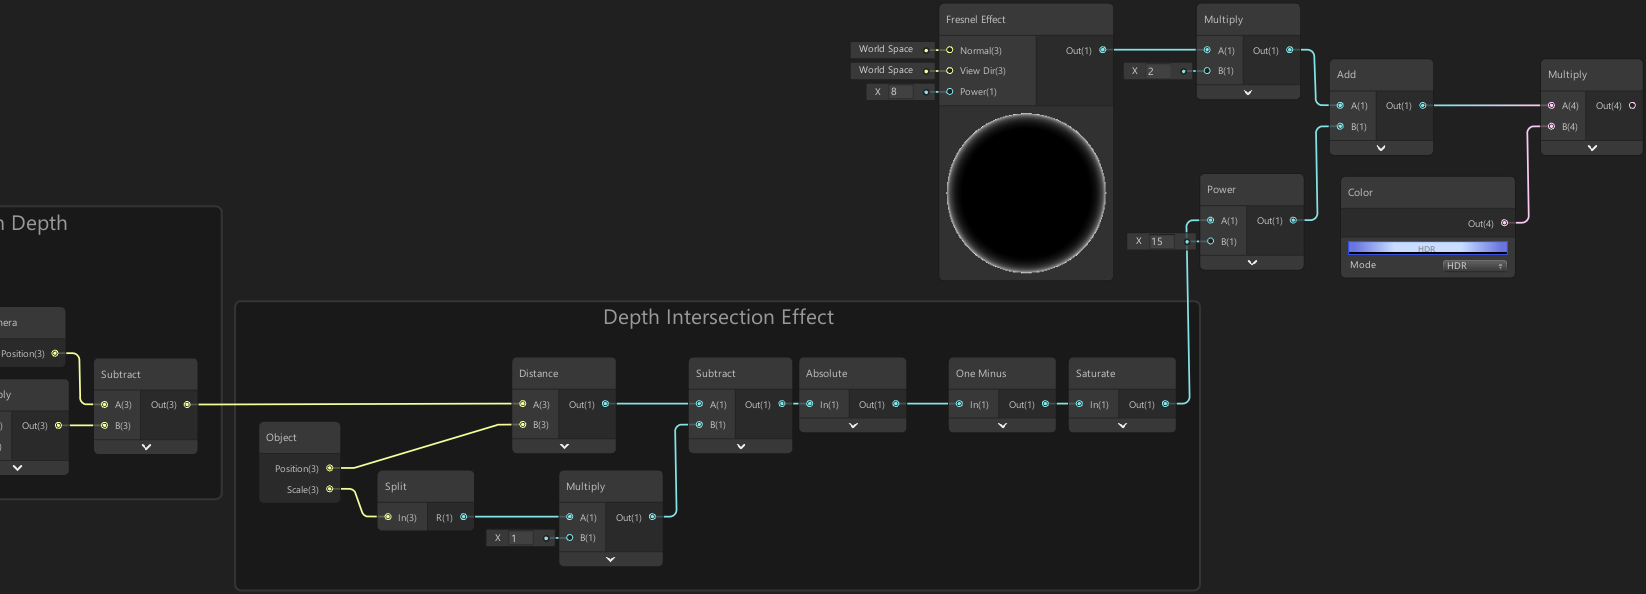 Fresnel Effect
World Space
Normal(3)
Out(1)
World Space
View Dir(3)
X 8
Power(1)
Multiply
A(1)
Out(1)
X 2
B(1)
Add
A(1)
Out(1)
B(1)
Multiply
A(4)
Out(4)
B(4)
Power
A(1)
Out(1)
X 15
B(1)
Color
Out(4)
HDR
Mode
HDR
Depth
Position(3)
Out(3)
Subtract
A(3)
Out(3)
B(3)
Depth Intersection Effect
Object
Position(3)
Scale(3)
Split
In(3)
R(1)
Distance
A(3)
Out(1)
B(3)
Multiply
A(1)
Out(1)
X 1
B(1)
Subtract
A(1)
Out(1)
B(1)
Absolute
In(1)
Out(1)
One Minus
In(1)
Out(1)
Saturate
In(1)
Out(1)